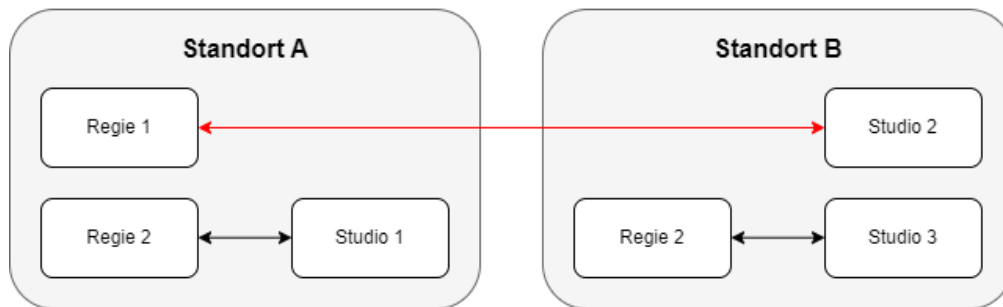 Standort A
Standort B
Regie 1
Studio 2
Regie 2
Studio 1
Regie 2
Studio 3